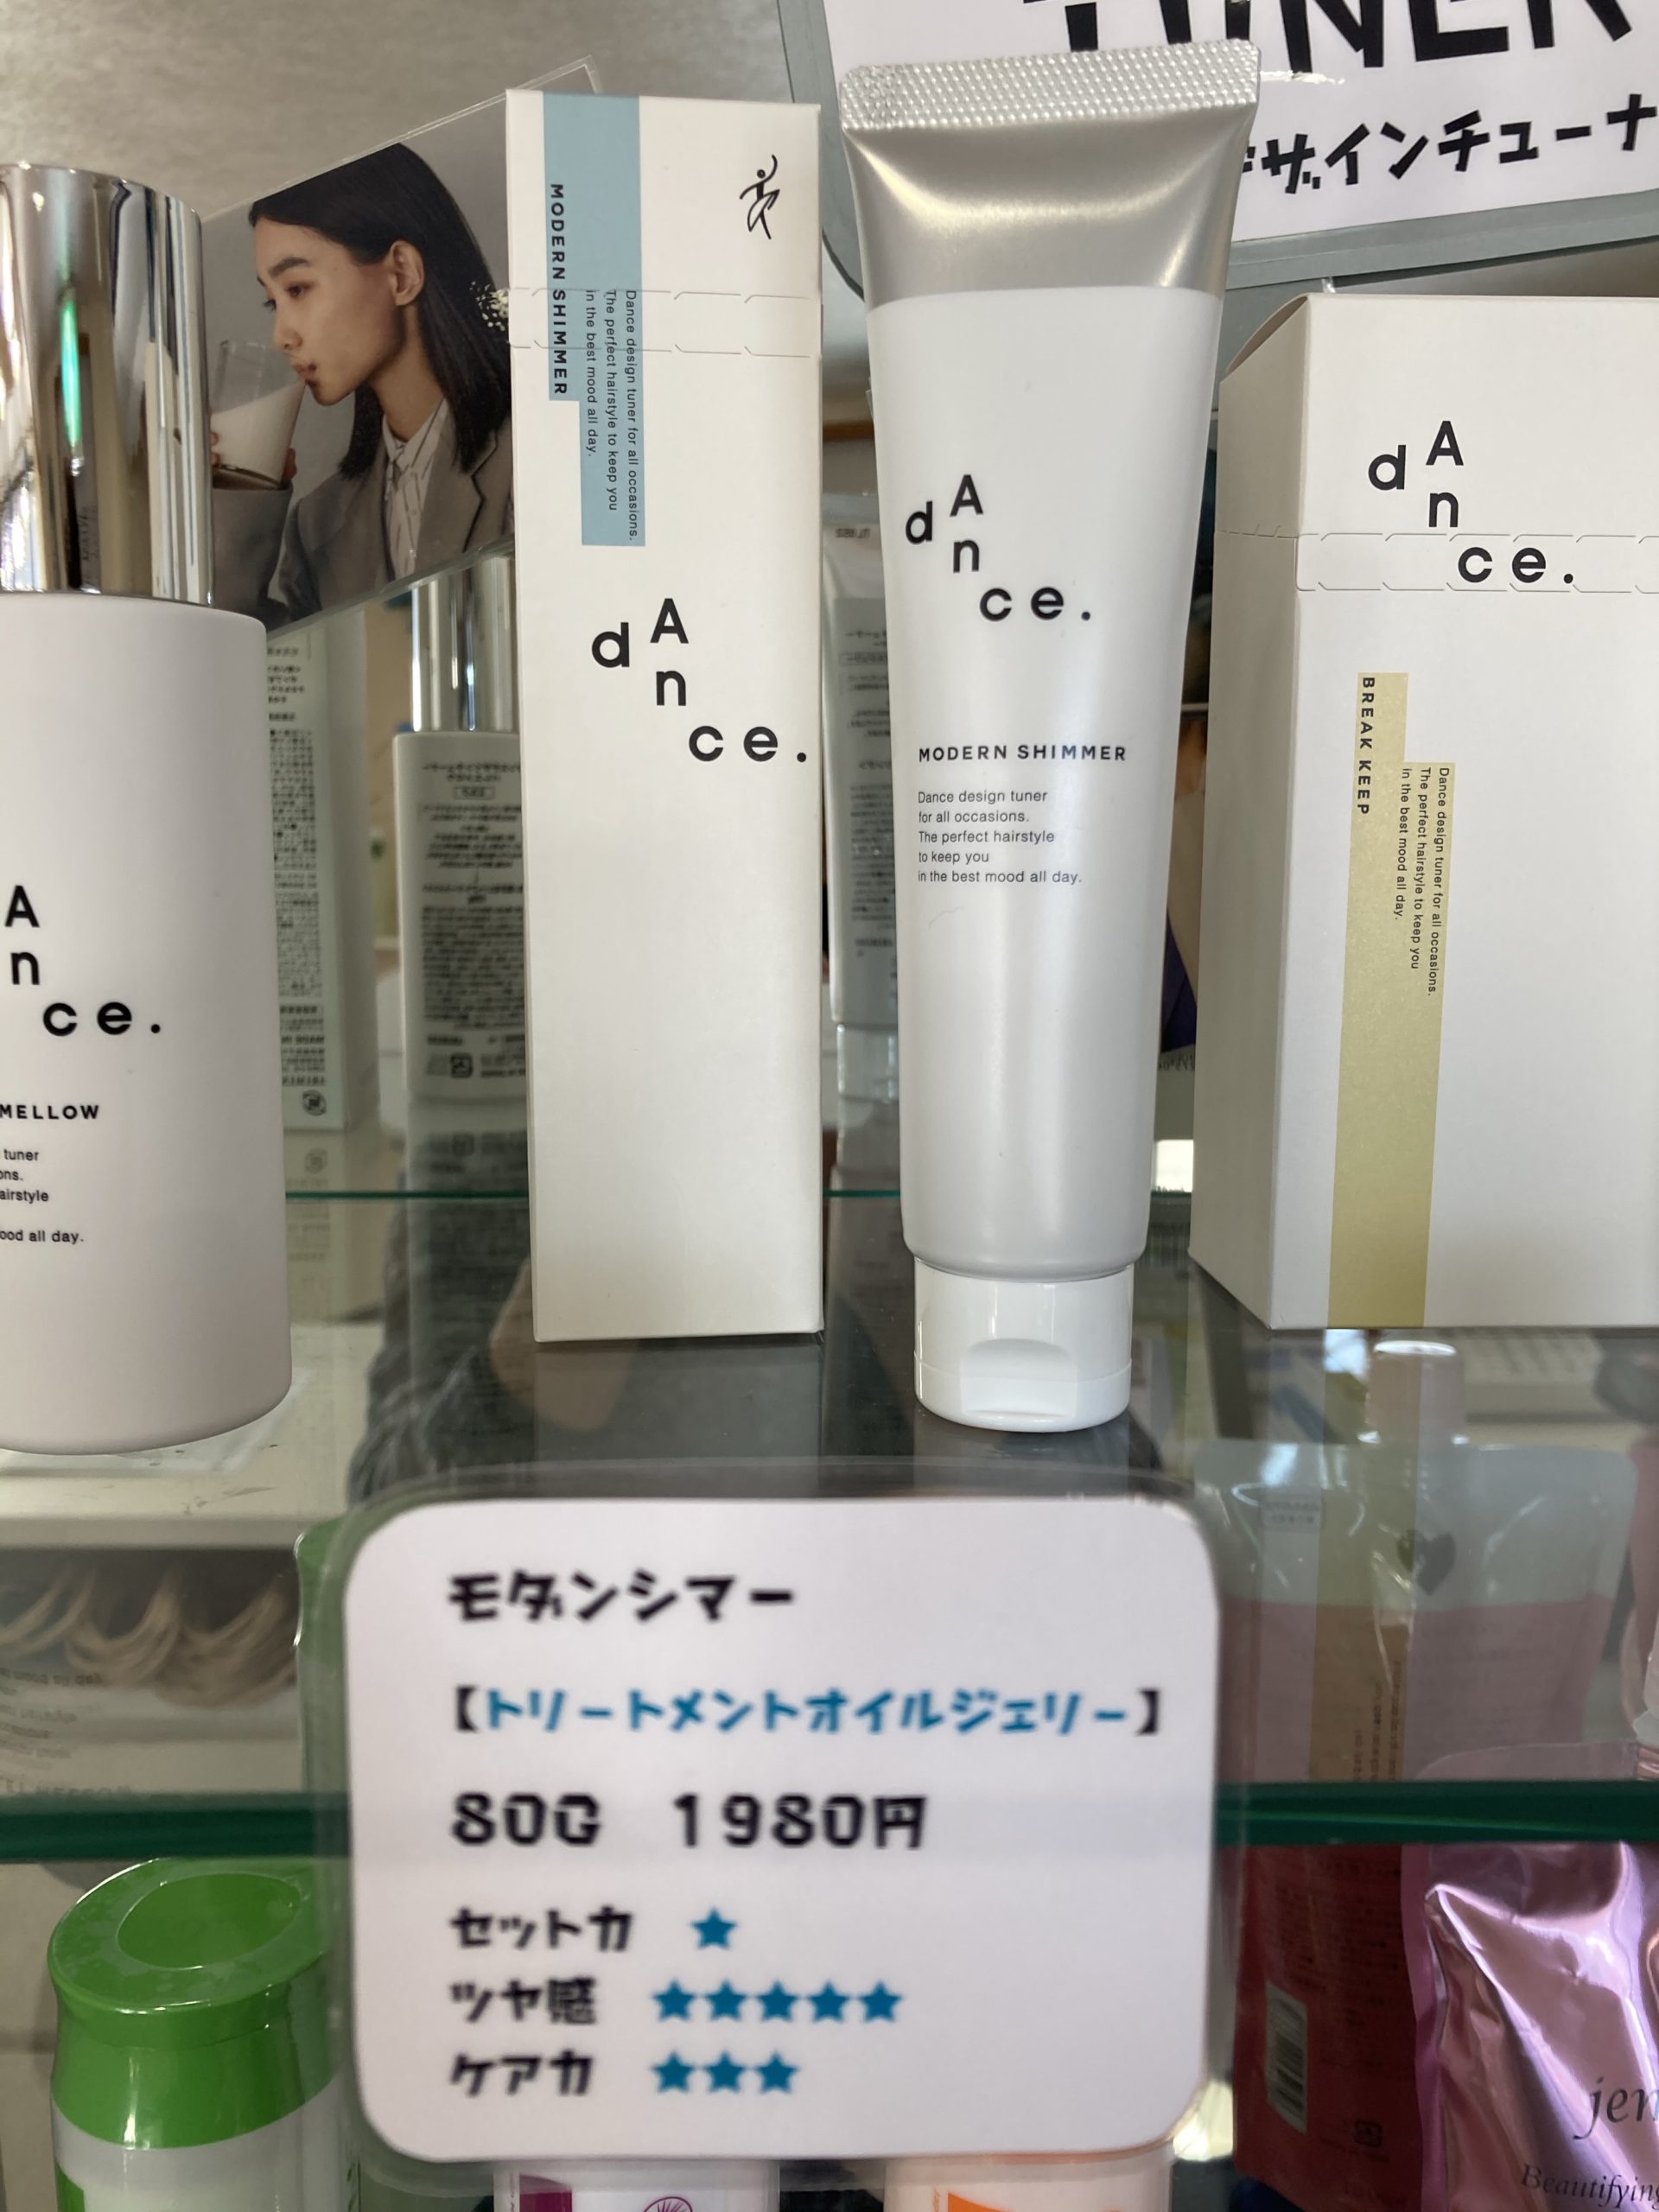 TUNER
デザインチューナ
MODERN SHIMMER
Dance design tuner for all occasions.
The perfect hairstyle to keep you
in the best mood all day.
dAnce.
dAnce.
MODERN SHIMMER
Dance design tuner
for all occasions.
The perfect hairstyle
to keep you
in the best mood all day.
dAnce.
BREAK KEEP
Dance design tuner for all occasions.
The perfect hairstyle to keep you
in the best mood all day.
Ance.
MELLOW
tuner
ons.
airstyle
ood all day.
モダンシマー
【トリートメントオイルジェリー】
80G 1980円
セット力 ★
ツヤ感 ★★★★★
ケア力 ★★★
jen
Beautifying